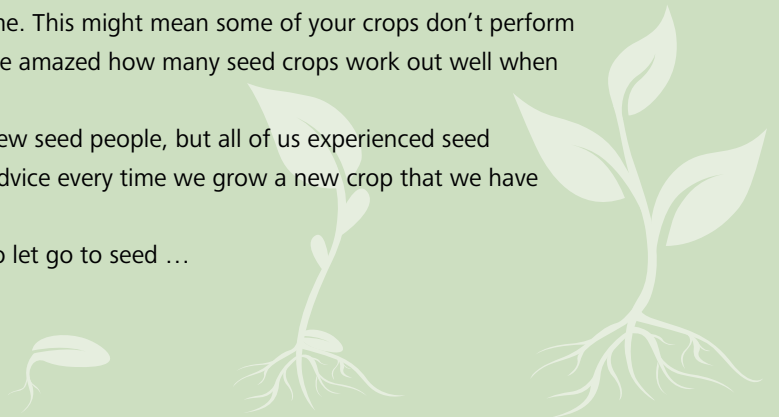 ne. This might mean some of your crops don’t perform
e amazed how many seed crops work out well when
ew seed people, but all of us experienced seed
dvice every time we grow a new crop that we have
o let go to seed …